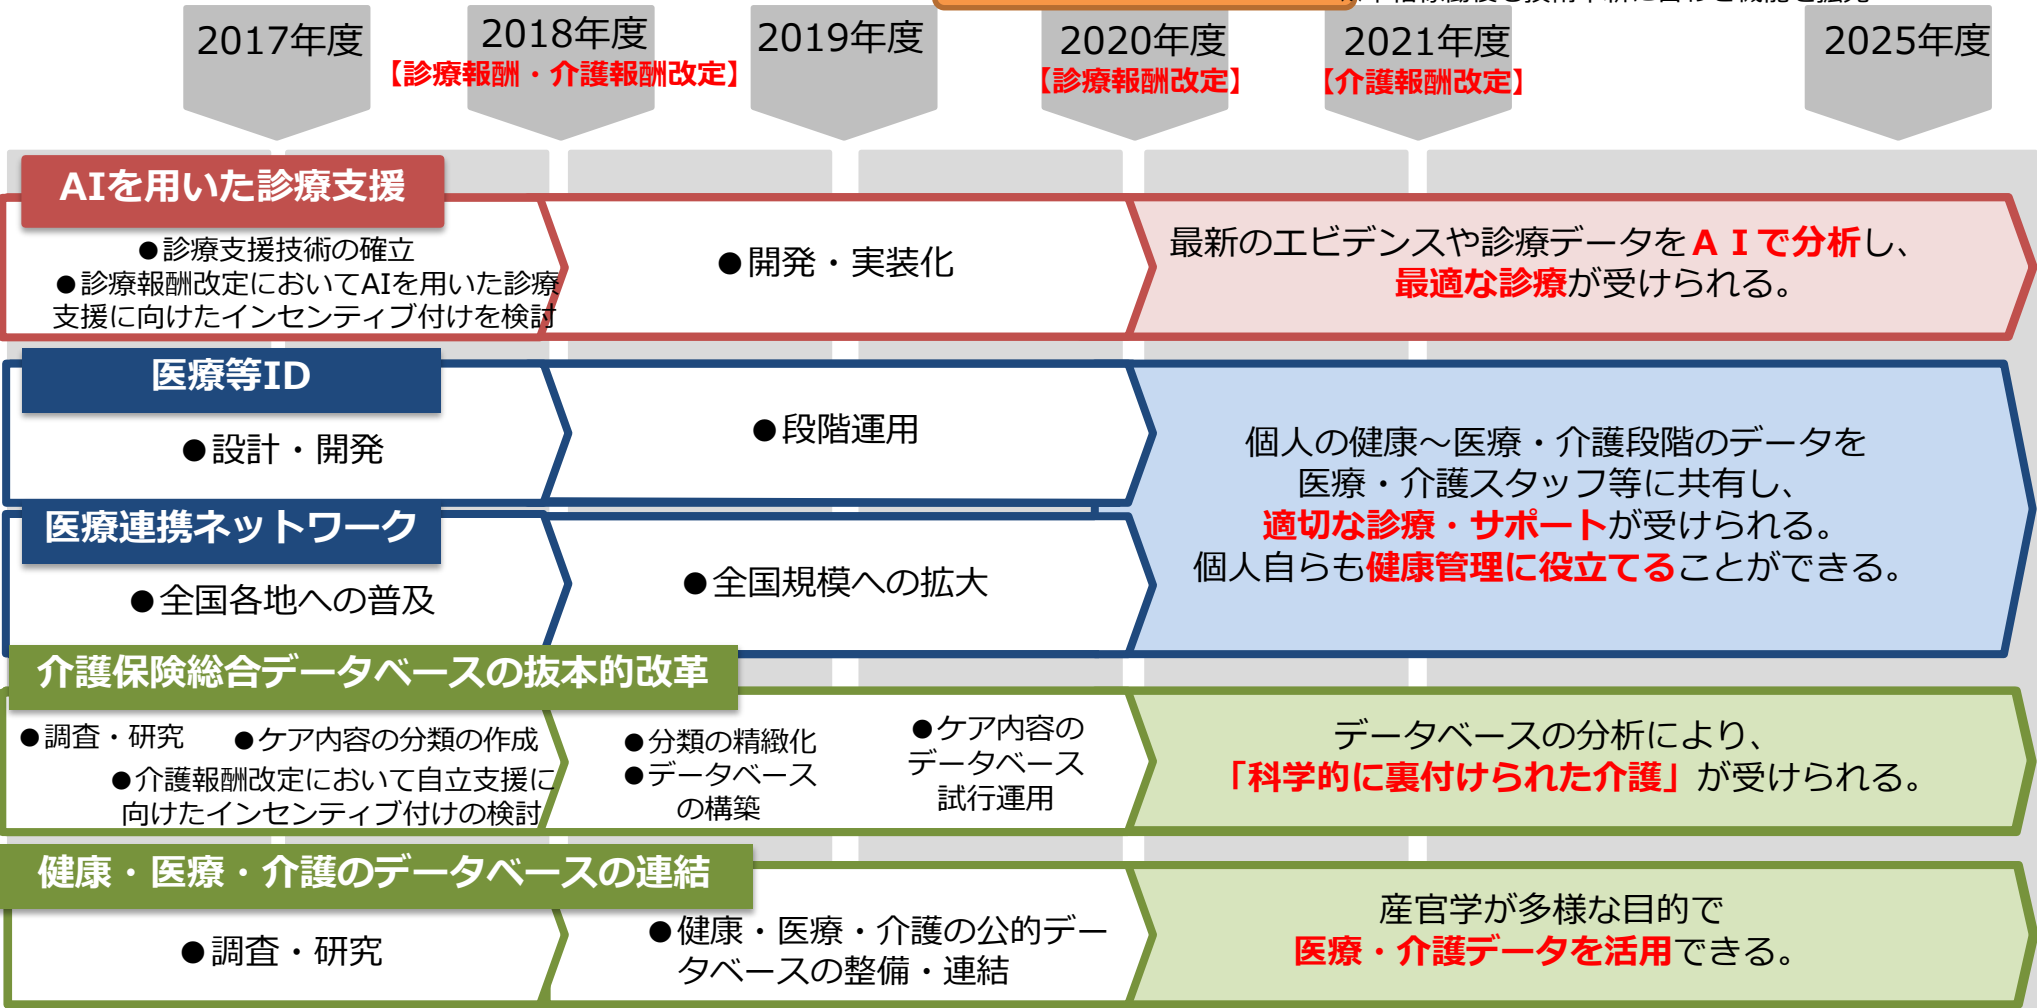 2017年度
2018年度
【診療報酬・介護報酬改定】
2019年度
2020年度
【診療報酬改定】
2021年度
【介護報酬改定】
2025年度
AIを用いた診療支援
●診療支援技術の確立
●診療報酬改定においてAIを用いた診療
支援に向けたインセンティブ付けを検討
●開発・実装化
最新のエビデンスや診療データをAIで分析し、
最適な診療が受けられる。
医療等ID
●設計・開発
●段階運用
医療連携ネットワーク
●全国各地への普及
●全国規模への拡大
個人の健康～医療・介護段階のデータを
医療・介護スタッフ等に共有し、
適切な診療・サポートが受けられる。
個人自らも健康管理に役立てることができる。
介護保険総合データベースの抜本的改革
●調査・研究 ●ケア内容の分類の作成
●介護報酬改定において自立支援に
向けたインセンティブ付けの検討
●分類の精緻化
●データベース
の構築
●ケア内容の
データベース
試行運用
データベースの分析により、
「科学的に裏付けられた介護」が受けられる。
健康・医療・介護のデータベースの連結
●調査・研究
●健康・医療・介護の公的デー
タベースの整備・連結
産官学が多様な目的で
医療・介護データを活用できる。